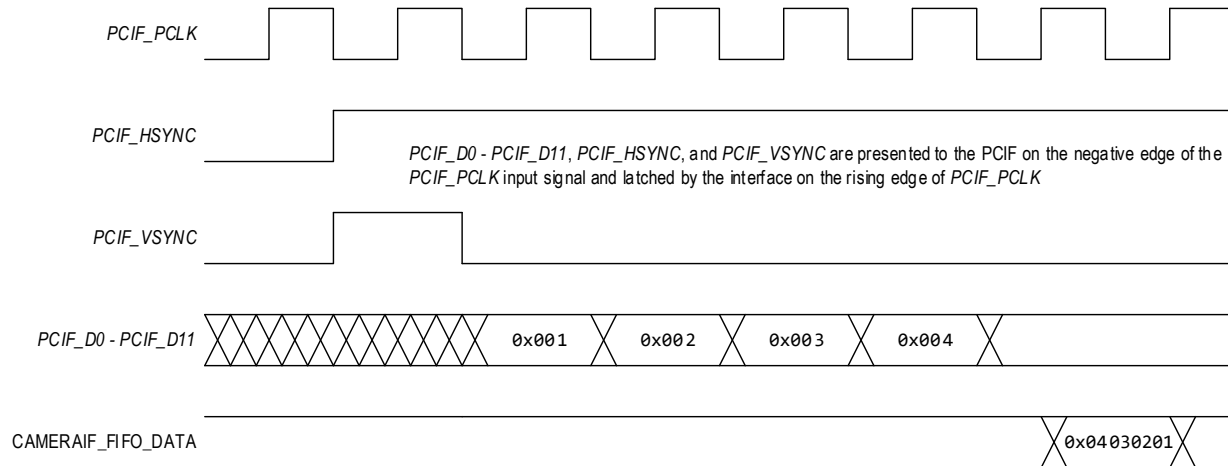 PCIF_PCLK
PCIF_HSYNC
PCIF_D0 - PCIF_D11, PCIF_HSYNC, and PCIF_VSYNC are presented to the PCIF on the negative edge of the
PCIF_PCLK input signal and latched by the interface on the rising edge of PCIF_PCLK
PCIF_VSYNC
PCIF_D0 - PCIF_D11 0x001 0x002 0x003 0x004
CAMERAIF_FIFO_DATA 0x04030201